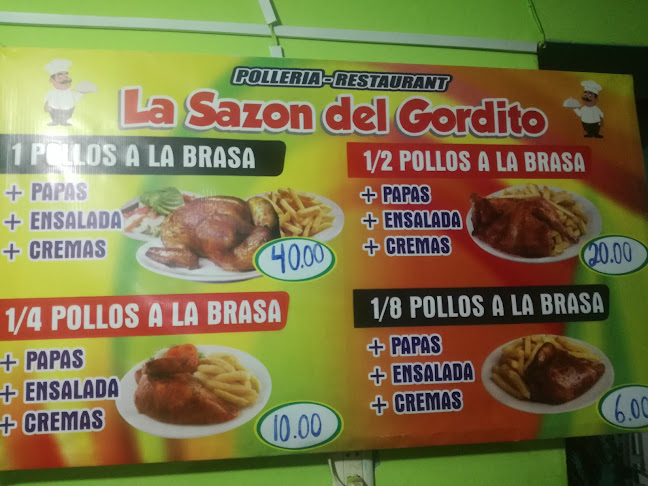 POLLERIA-RESTAURANT
La Sazon del Gordito
1 POLLOS A LA BRASA
+ PAPAS
+ ENSALADA
+ CREMAS
40.00
1/2 POLLOS A LA BRASA
+ PAPAS
+ ENSALADA
+ CREMAS
20.00
1/4 POLLOS A LA BRASA
+ PAPAS
+ ENSALADA
+ CREMAS
10.00
1/8 POLLOS A LA BRASA
+ PAPAS
+ ENSALADA
+ CREMAS
6.00